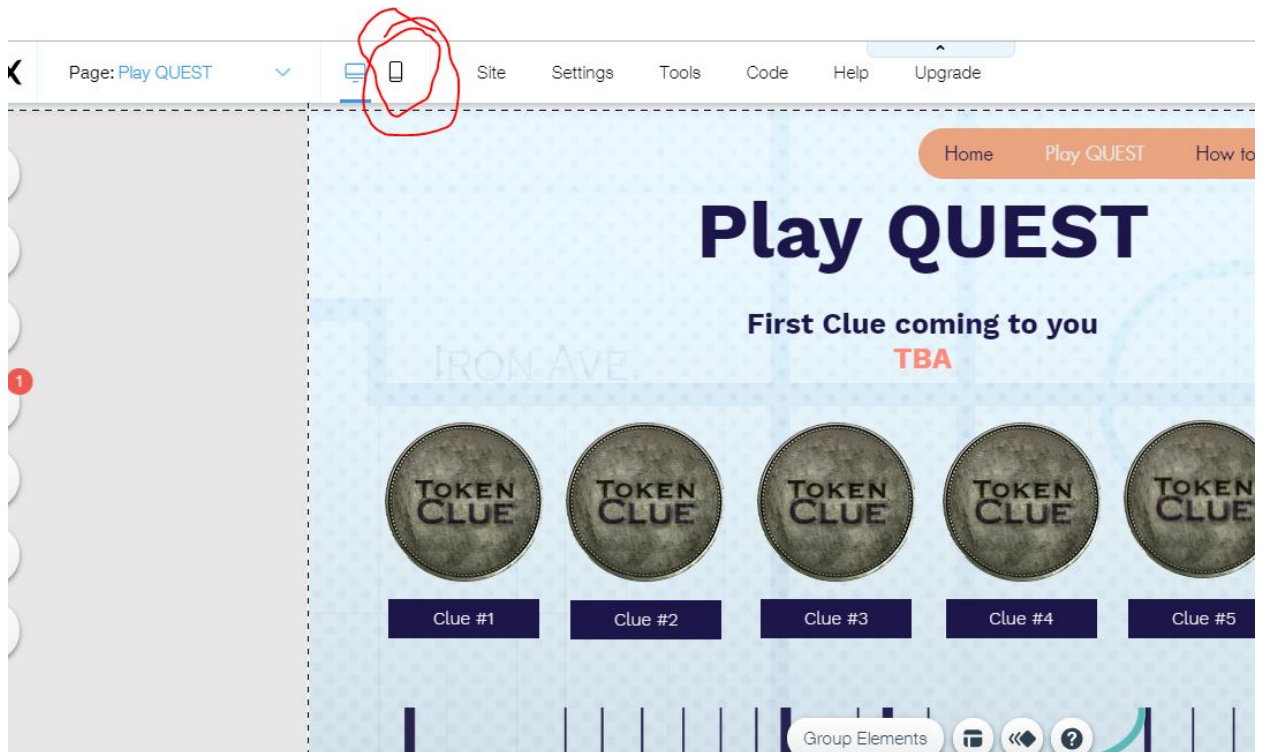 X Page: Play QUEST Site Settings Tools Code Help Upgrade
Home Play QUEST How to
Play QUEST
First Clue coming to you
TBA
IRON AVE.
1
TOKEN CLUE TOKEN CLUE TOKEN CLUE TOKEN CLUE TOKEN CLUE
Clue #1 Clue #2 Clue #3 Clue #4 Clue #5
Group Elements ?